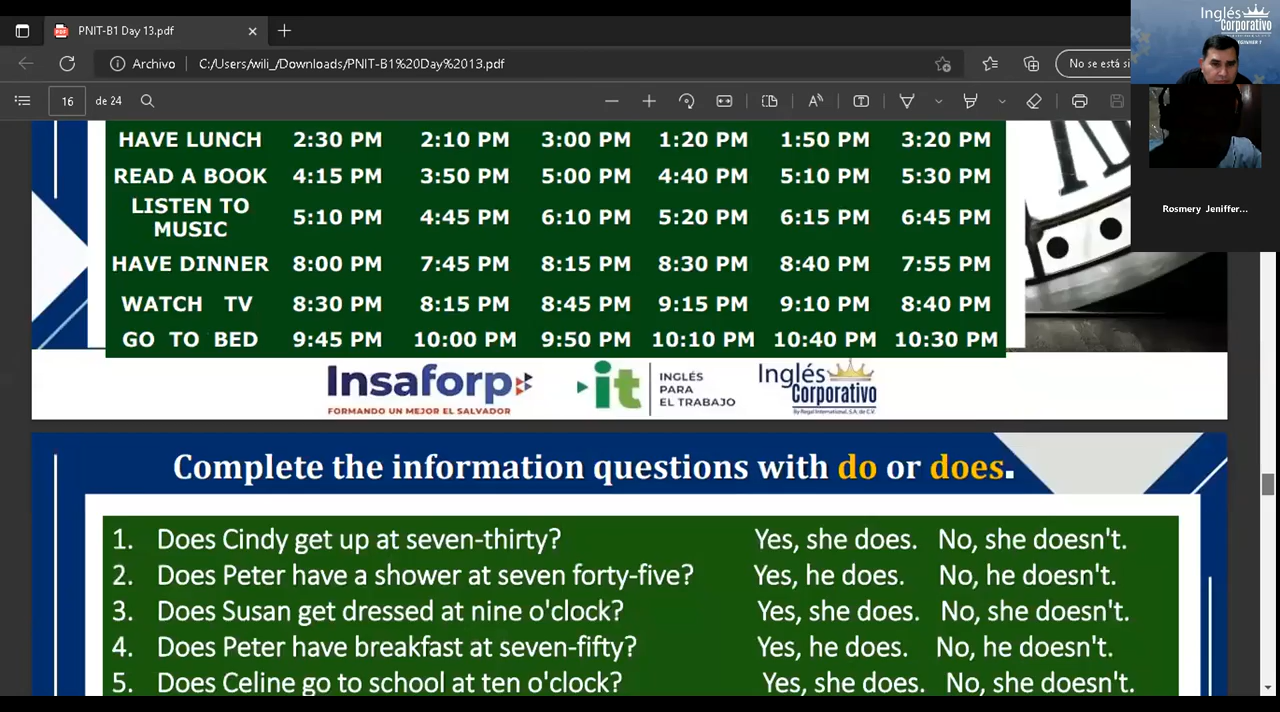 PNIT-B1 Day 13.pdf
Archivo
C:/Users/wili_/Downloads/PNIT-B1%20Day%2013.pdf
No se está si
16 de 24
Inglés
Corporativo
Rosmery Jeniffer...
HAVE LUNCH 2:30 PM 2:10 PM 3:00 PM 1:20 PM 1:50 PM 3:20 PM
READ A BOOK 4:15 PM 3:50 PM 5:00 PM 4:40 PM 5:10 PM 5:30 PM
LISTEN TO
MUSIC 5:10 PM 4:45 PM 6:10 PM 5:20 PM 6:15 PM 6:45 PM
HAVE DINNER 8:00 PM 7:45 PM 8:15 PM 8:30 PM 8:40 PM 7:55 PM
WATCH TV 8:30 PM 8:15 PM 8:45 PM 9:15 PM 9:10 PM 8:40 PM
GO TO BED 9:45 PM 10:00 PM 9:50 PM 10:10 PM 10:40 PM 10:30 PM
Insaforp
FORMANDO UN MEJOR EL SALVADOR
it
INGLÉS
PARA
EL TRABAJO
Inglés
Corporativo
By Regal International, S.A. de C.V.
Complete the information questions with do or does.
1. Does Cindy get up at seven-thirty? Yes, she does. No, she doesn't.
2. Does Peter have a shower at seven forty-five? Yes, he does. No, he doesn't.
3. Does Susan get dressed at nine o'clock? Yes, she does. No, she doesn't.
4. Does Peter have breakfast at seven-fifty? Yes, he does. No, he doesn't.
5. Does Celine go to school at ten o'clock? Yes, she does. No, she doesn't.